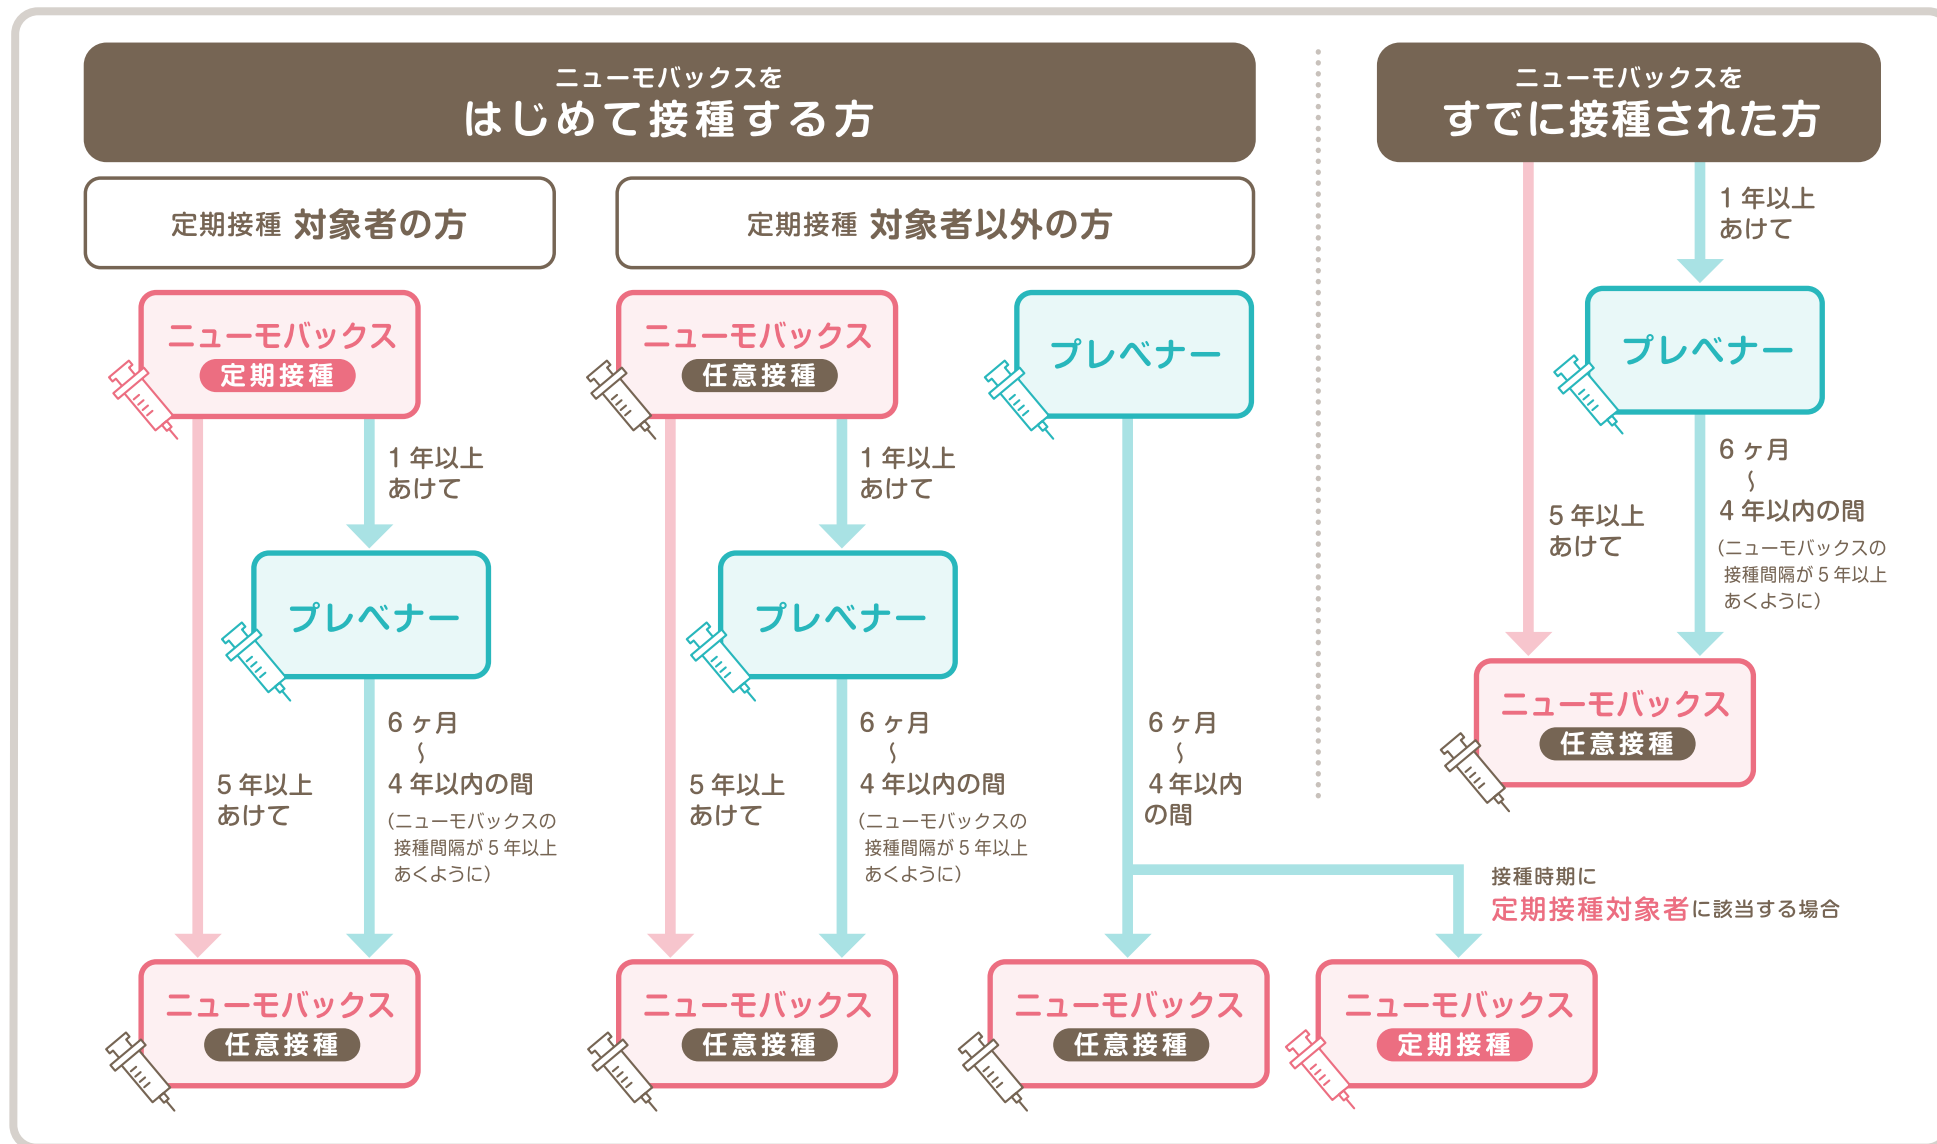 ニューモバックスを
はじめて接種する方
定期接種 対象者の方
ニューモバックス
定期接種
1年以上
あけて
プレベナー
5年以上
あけて
6ヶ月
〜
4年以内の間
(ニューモバックスの
接種間隔が5年以上
あくように)
ニューモバックス
任意接種
定期接種 対象者以外の方
ニューモバックス
任意接種
1年以上
あけて
プレベナー
5年以上
あけて
6ヶ月
〜
4年以内の間
(ニューモバックスの
接種間隔が5年以上
あくように)
ニューモバックス
任意接種
プレベナー
6ヶ月
〜
4年以内
の間
ニューモバックス
任意接種
接種時期に
定期接種対象者に該当する場合
ニューモバックス
定期接種
ニューモバックスを
すでに接種された方
1年以上
あけて
プレベナー
5年以上
あけて
6ヶ月
〜
4年以内の間
(ニューモバックスの
接種間隔が5年以上
あくように)
ニューモバックス
任意接種